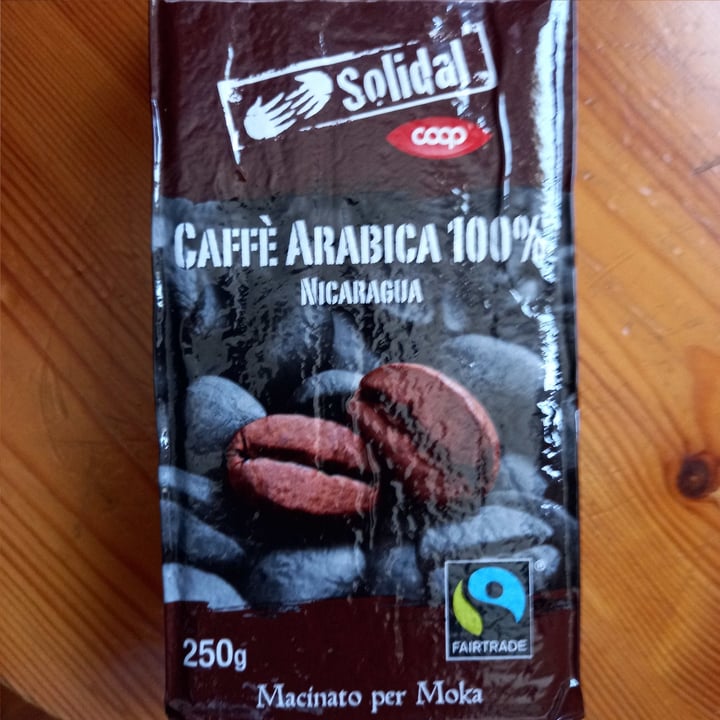 Solidal
coop
CAFFÈ ARABICA 100%
NICARAGUA
®
FAIRTRADE
250g
Macinato per Moka